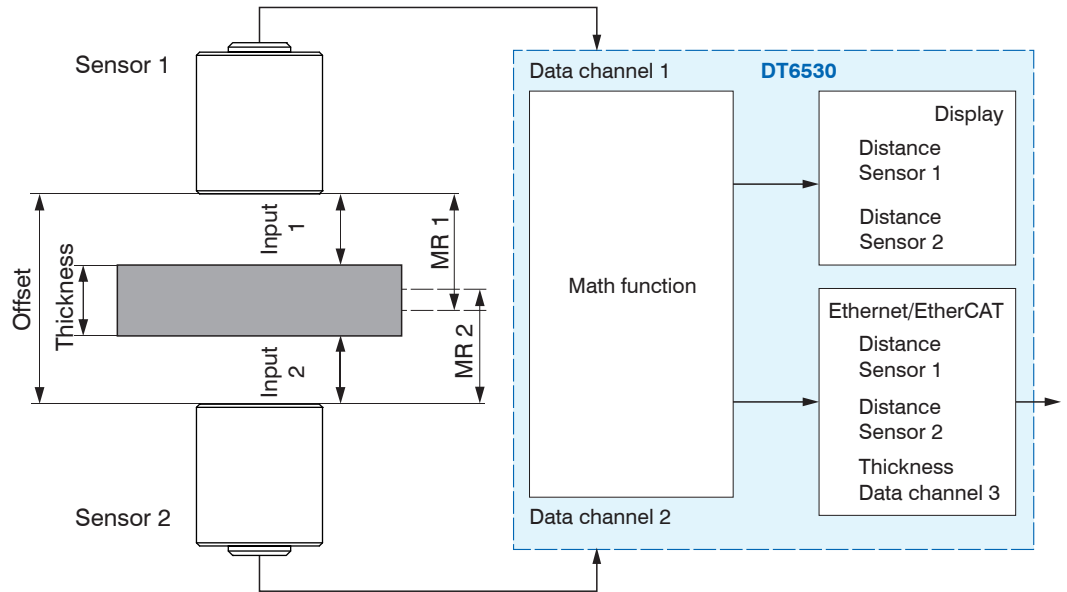 Sensor 1
Data channel 1
DT6530
Display
Distance
Sensor 1
Distance
Sensor 2
Input
1
MR 1
Offset
Thickness
Math function
Ethernet/EtherCAT
Distance
Sensor 1
Distance
Sensor 2
Thickness
Data channel 3
Input
2
MR 2
Sensor 2
Data channel 2